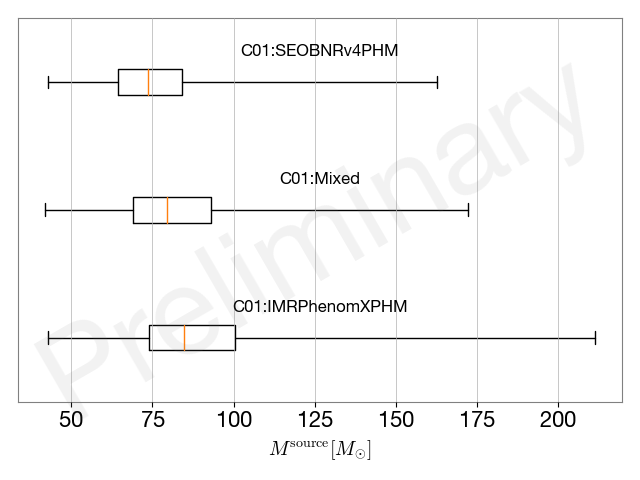 C01:SEOBNRv4PHM
C01:Mixed
C01:IMRPhenomXPHM
Preliminary
50 75 100 125 150 175 200
M^source [M_⊙]